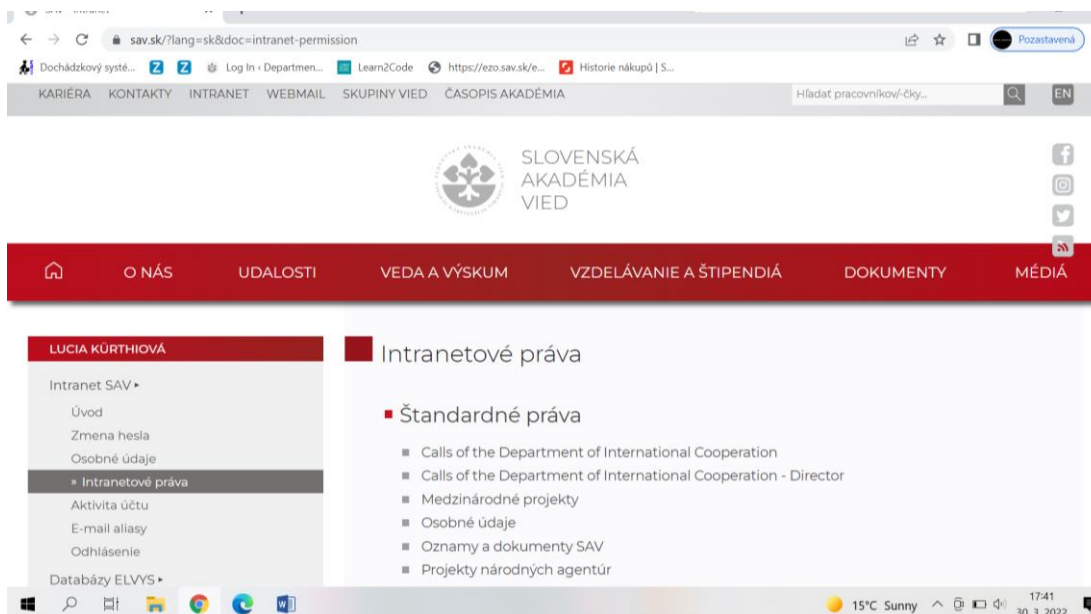 sav.sk/?lang=sk&doc=intranet-permission
Pozastavená
Dochádzkový systé...
Log In ‹ Departmen...
Learn2Code
https://ezo.sav.sk/e...
Historie nákupů | S...
KARIÉRA KONTAKTY INTRANET WEBMAIL SKUPINY VIED ČASOPIS AKADÉMIA
Hľadať pracovníkov/-čky...
EN
SLOVENSKÁ
AKADÉMIA
VIED
O NÁS UDALOSTI VEDA A VÝSKUM VZDELÁVANIE A ŠTIPENDIÁ DOKUMENTY MÉDIÁ
LUCIA KÜRTHIOVÁ
Intranet SAV
Úvod
Zmena hesla
Osobné údaje
» Intranetové práva
Aktivita účtu
E-mail aliasy
Odhlásenie
Databázy ELVYS
Intranetové práva
Štandardné práva
Calls of the Department of International Cooperation
Calls of the Department of International Cooperation - Director
Medzinárodné projekty
Osobné údaje
Oznamy a dokumenty SAV
Projekty národných agentúr
15°C Sunny
17:41
30. 3. 2022